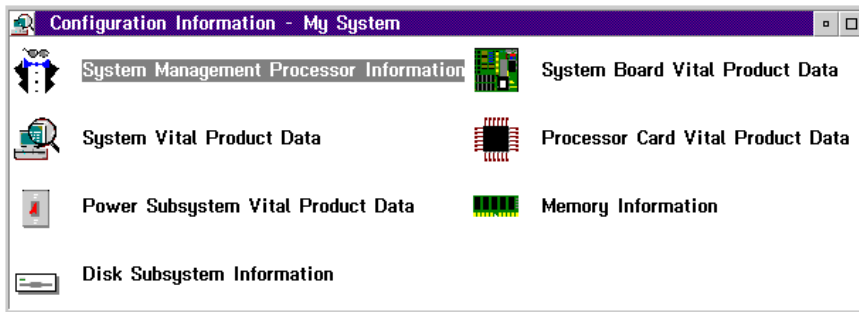 Configuration Information - My System
System Management Processor Information
System Board Vital Product Data
System Vital Product Data
Processor Card Vital Product Data
Power Subsystem Vital Product Data
Memory Information
Disk Subsystem Information